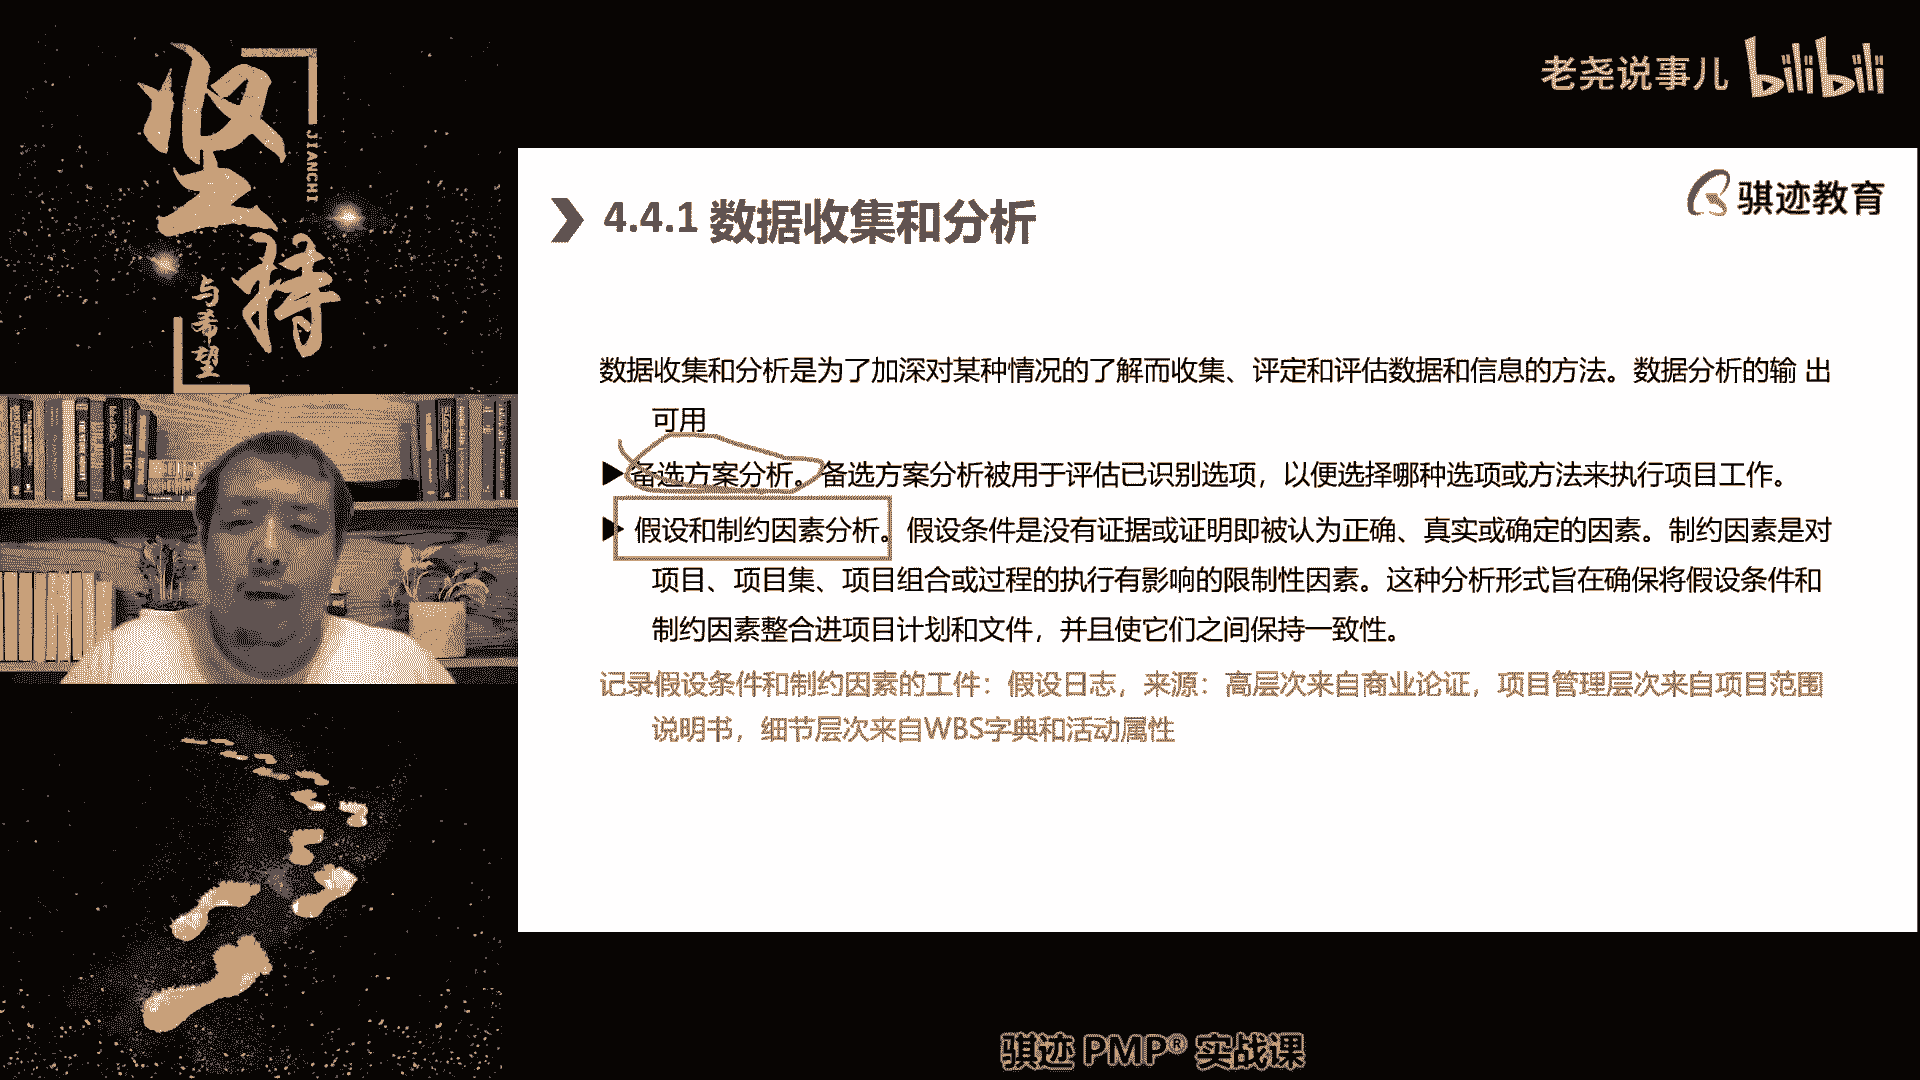 坚持
JIANCHI
与希望
老尧说事儿 bilibili
骐迹教育
4.4.1 数据收集和分析
数据收集和分析是为了加深对某种情况的了解而收集、评定和评估数据和信息的方法。数据分析的输 出
可用
备选方案分析。备选方案分析被用于评估已识别选项，以便选择哪种选项或方法来执行项目工作。
假设和制约因素分析。假设条件是没有证据或证明即被认为正确、真实或确定的因素。制约因素是对
项目、项目集、项目组合或过程的执行有影响的限制性因素。这种分析形式旨在确保将假设条件和
制约因素整合进项目计划和文件，并且使它们之间保持一致性。
记录假设条件和制约因素的工件：假设日志，来源：高层次来自商业论证，项目管理层次来自项目范围
说明书，细节层次来自WBS字典和活动属性
骐迹 PMP® 实战课